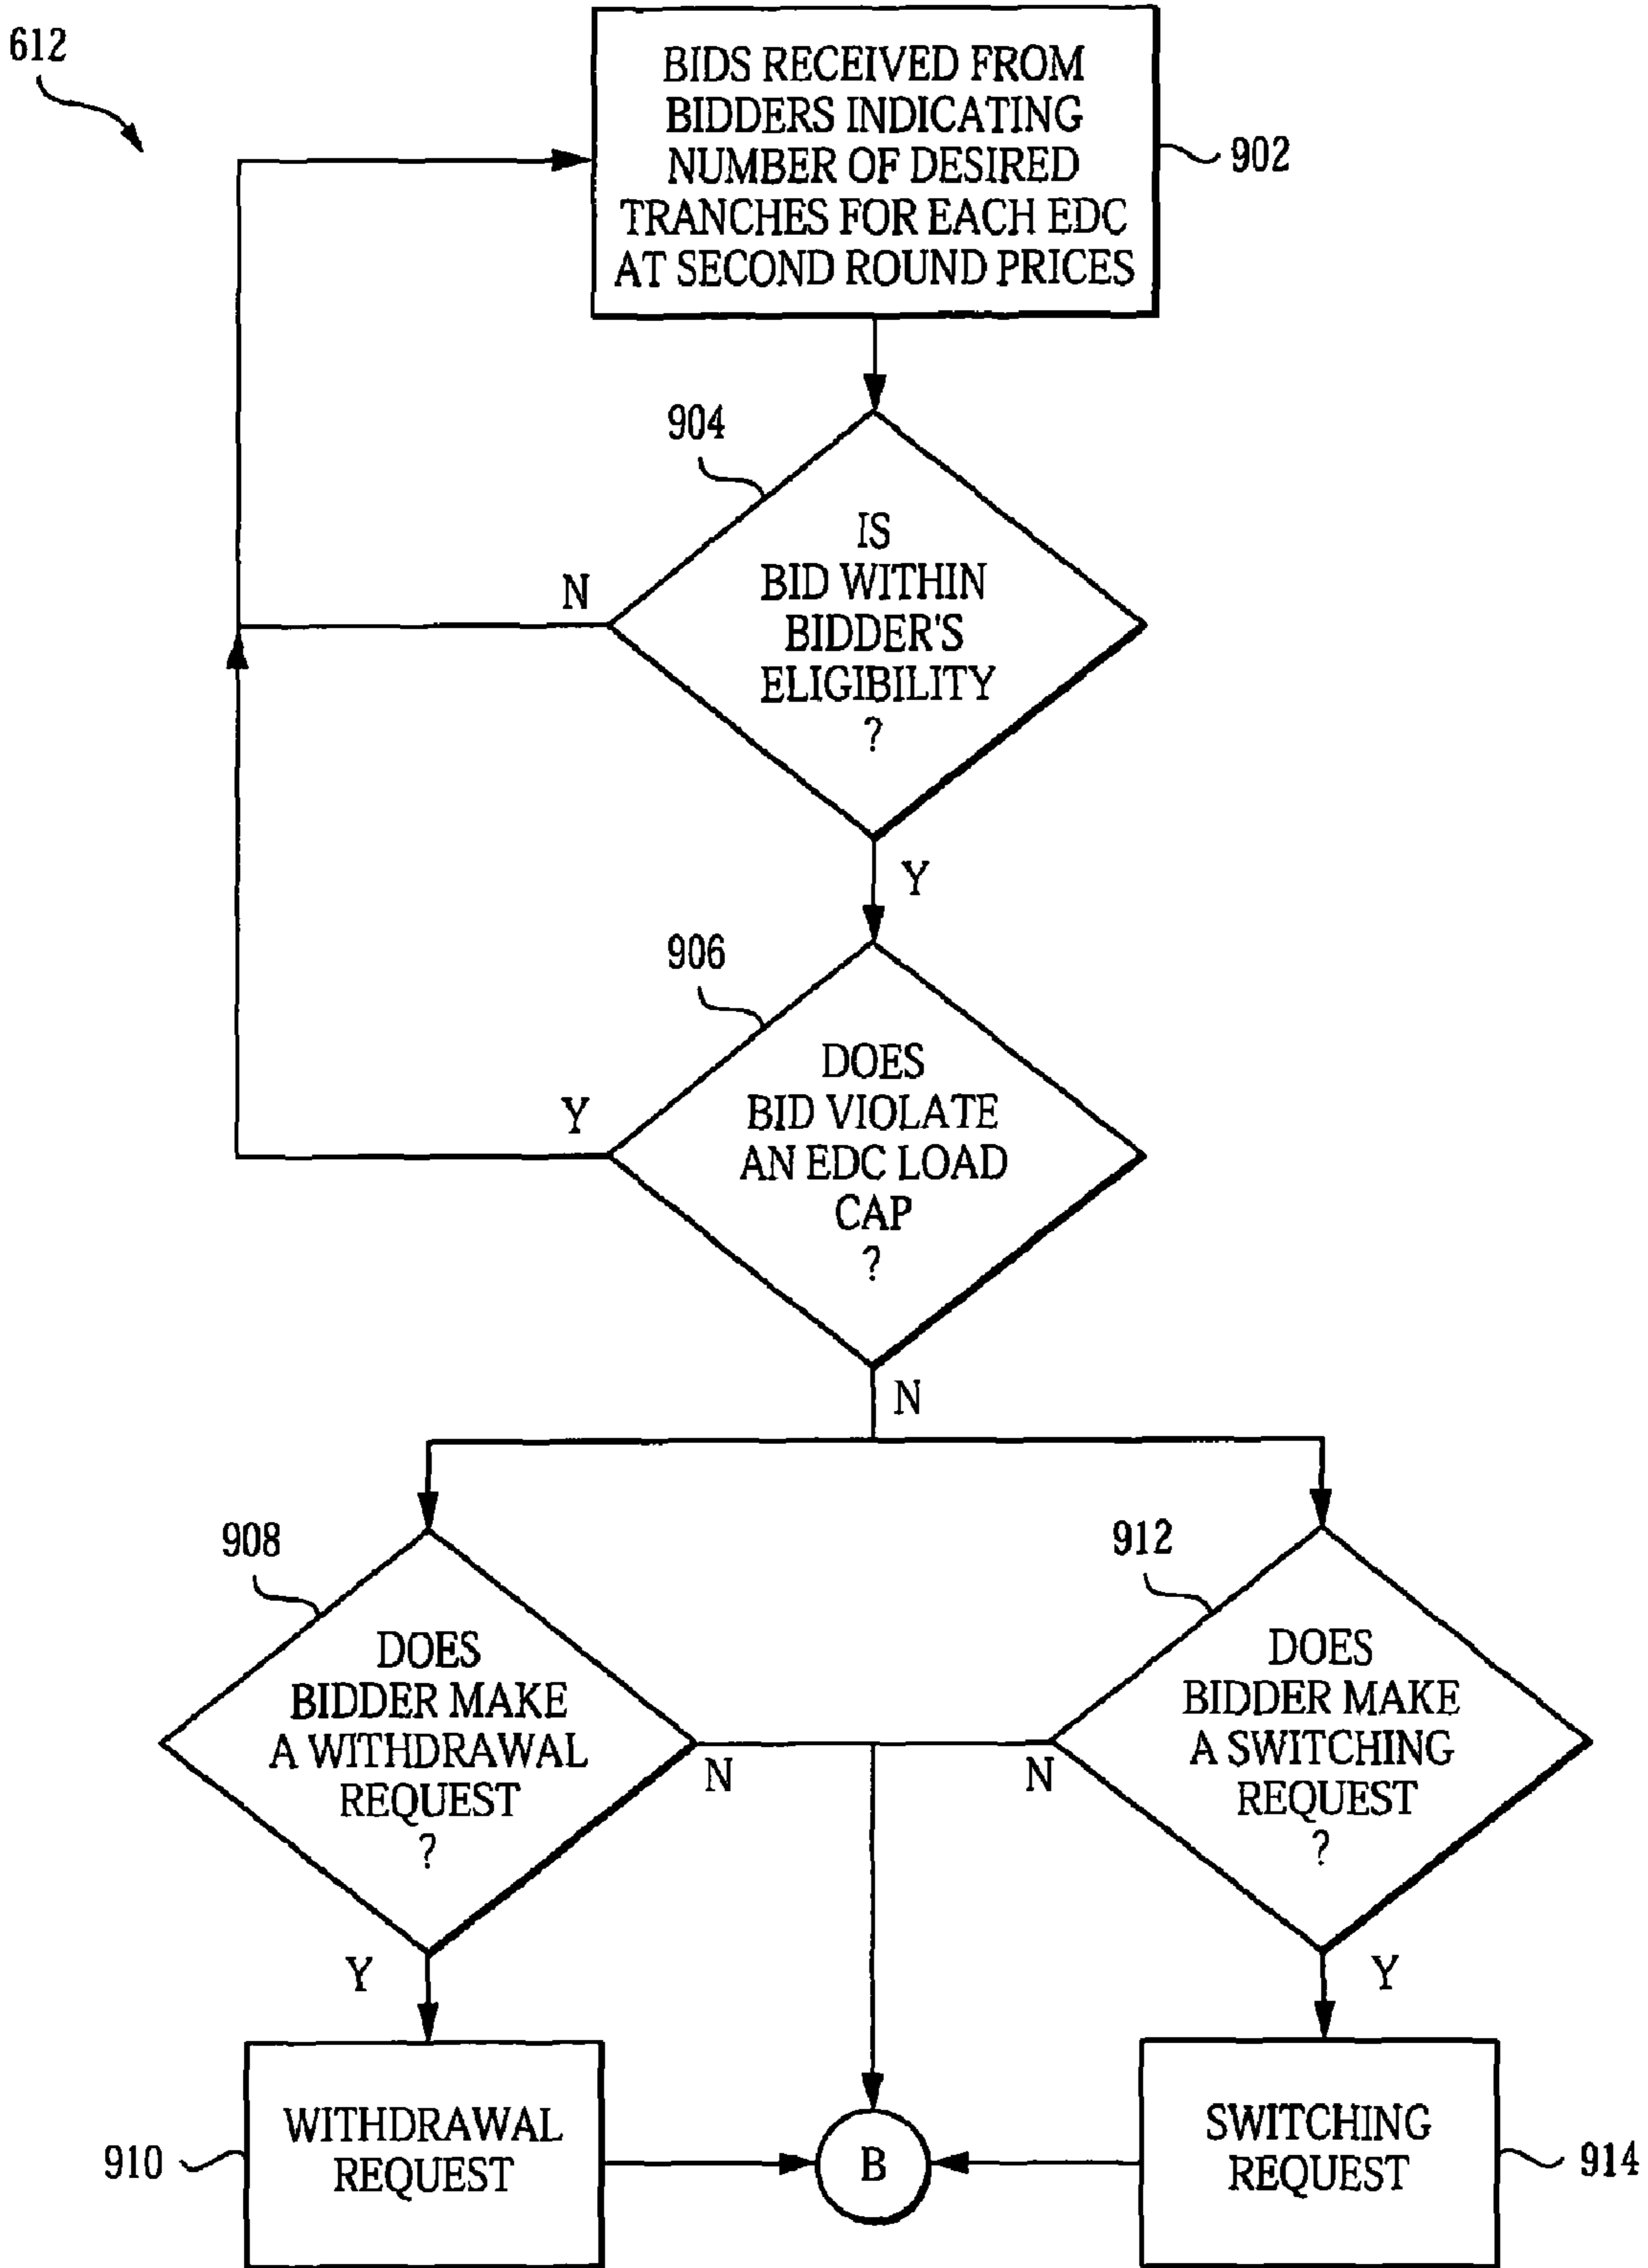 612
BIDS RECEIVED FROM
BIDDERS INDICATING
NUMBER OF DESIRED
TRANCHES FOR EACH EDC
AT SECOND ROUND PRICES
902
904
IS
BID WITHIN
BIDDER'S
ELIGIBILITY
?
N
Y
906
DOES
BID VIOLATE
AN EDC LOAD
CAP
?
Y
N
908
DOES
BIDDER MAKE
A WITHDRAWAL
REQUEST
?
N
Y
912
DOES
BIDDER MAKE
A SWITCHING
REQUEST
?
N
Y
WITHDRAWAL
REQUEST
910
B
SWITCHING
REQUEST
914